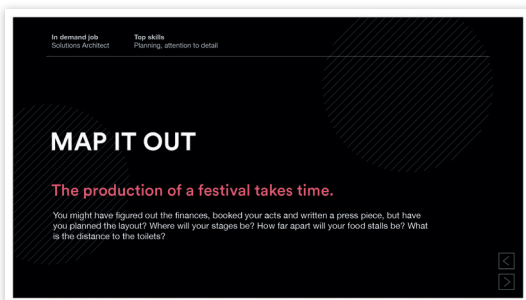 In demand job
Solutions Architect
Top skills
Planning, attention to detail
MAP IT OUT
The production of a festival takes time.
You might have figured out the finances, booked your acts and written a press piece, but have
you planned the layout? Where will your stages be? How far apart will your food stalls be? What
is the distance to the toilets?